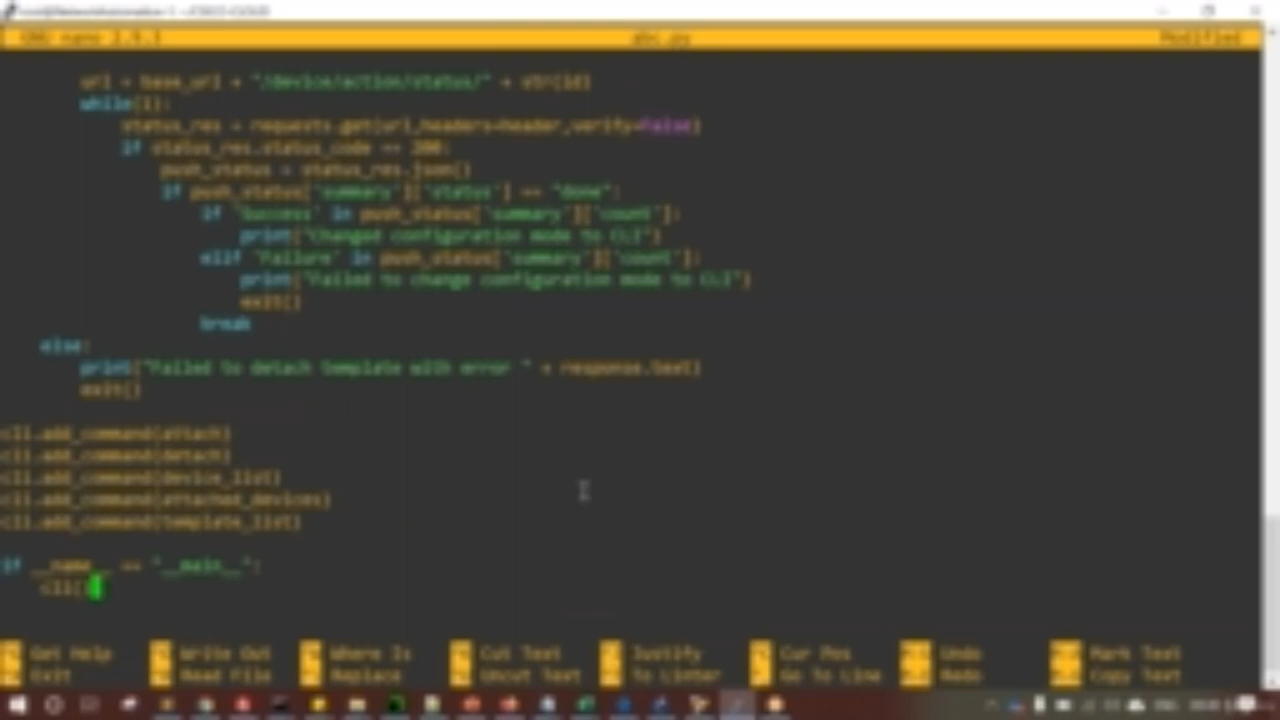 GNU nano 2.9.3 abc.py Modified
url = base_url + "/device/action/status/" + str(id)
while(1):
status_res = requests.get(url,headers=header,verify=False)
if status_res.status_code == 200:
push_status = status_res.json()
if push_status['summary']['status'] == "done":
if 'Success' in push_status['summary']['count']:
print("Changed configuration mode to CLI")
elif 'Failure' in push_status['summary']['count']:
print("Failed to change configuration mode to CLI")
exit()
break
else:
print("Failed to detach template with error " + response.text)
exit()
cli.add_command(attach)
cli.add_command(detach)
cli.add_command(device_list)
cli.add_command(attached_devices)
cli.add_command(template_list)
if __name__ == "__main__":
cli()
Get Help Write Out Where Is Cut Text Justify Cur Pos Undo Mark Text
Exit Read File Replace Uncut Text To Linter Go To Line Redo Copy Text